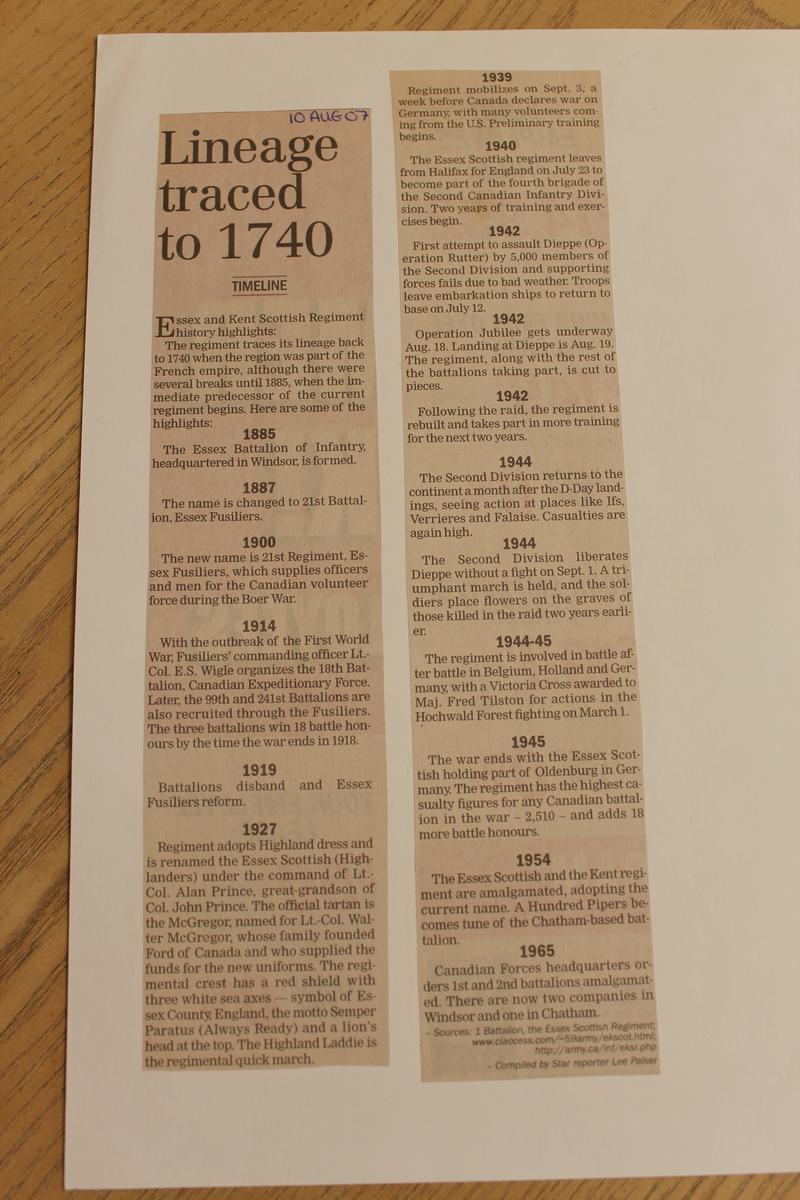 10 AUG 07
Lineage
traced
to 1740
TIMELINE
Essex and Kent Scottish Regiment
history highlights:
The regiment traces its lineage back
to 1740 when the region was part of the
French empire, although there were
several breaks until 1885, when the im-
mediate predecessor of the current
regiment begins. Here are some of the
highlights:
1885
The Essex Battalion of Infantry,
headquartered in Windsor, is formed.
1887
The name is changed to 21st Battal-
ion, Essex Fusiliers.
1900
The new name is 21st Regiment, Es-
sex Fusiliers, which supplies officers
and men for the Canadian volunteer
force during the Boer War.
1914
With the outbreak of the First World
War, Fusiliers' commanding officer Lt.-
Col. E.S. Wigle organizes the 18th Bat-
talion, Canadian Expeditionary Force.
Later, the 99th and 241st Battalions are
also recruited through the Fusiliers.
The three battalions win 18 battle hon-
ours by the time the war ends in 1918.
1919
Battalions disband and Essex
Fusiliers reform.
1927
Regiment adopts Highland dress and
is renamed the Essex Scottish (High-
landers) under the command of Lt.-
Col. Alan Prince, great-grandson of
Col. John Prince. The official tartan is
the McGregor, named for Lt.-Col. Wal-
ter McGregor, whose family founded
Ford of Canada and who supplied the
funds for the new uniforms. The regi-
mental crest has a red shield with
three white sea axes — symbol of Es-
sex County, England, the motto Semper
Paratus (Always Ready) and a lion's
head at the top. The Highland Laddie is
the regimental quick march.
1939
Regiment mobilizes on Sept. 3, a
week before Canada declares war on
Germany, with many volunteers com-
ing from the U.S. Preliminary training
begins.
1940
The Essex Scottish regiment leaves
from Halifax for England on July 23 to
become part of the fourth brigade of
the Second Canadian Infantry Divi-
sion. Two years of training and exer-
cises begin.
1942
First attempt to assault Dieppe (Op-
eration Rutter) by 5,000 members of
the Second Division and supporting
forces fails due to bad weather. Troops
leave embarkation ships to return to
base on July 12.
1942
Operation Jubilee gets underway
Aug. 18. Landing at Dieppe is Aug. 19.
The regiment, along with the rest of
the battalions taking part, is cut to
pieces.
1942
Following the raid, the regiment is
rebuilt and takes part in more training
for the next two years.
1944
The Second Division returns to the
continent a month after the D-Day land-
ings, seeing action at places like Ifs,
Verrieres and Falaise. Casualties are
again high.
1944
The Second Division liberates
Dieppe without a fight on Sept. 1. A tri-
umphant march is held, and the sol-
diers place flowers on the graves of
those killed in the raid two years earli-
er.
1944-45
The regiment is involved in battle af-
ter battle in Belgium, Holland and Ger-
many, with a Victoria Cross awarded to
Maj. Fred Tilston for actions in the
Hochwald Forest fighting on March 1.
1945
The war ends with the Essex Scot-
tish holding part of Oldenburg in Ger-
many. The regiment has the highest ca-
sualty figures for any Canadian battal-
ion in the war – 2,510 – and adds 18
more battle honours.
1954
The Essex Scottish and the Kent regi-
ment are amalgamated, adopting the
current name. A Hundred Pipers be-
comes tune of the Chatham-based bat-
talion.
1965
Canadian Forces headquarters or-
ders 1st and 2nd battalions amalgamat-
ed. There are now two companies in
Windsor and one in Chatham.
– Sources: 1 Battalion, the Essex Scottish Regiment;
www.ciaccess.com/~59army/ekscot.html;
http://army.ca/inf/eksr.php
– Compiled by Star reporter Lee Palser